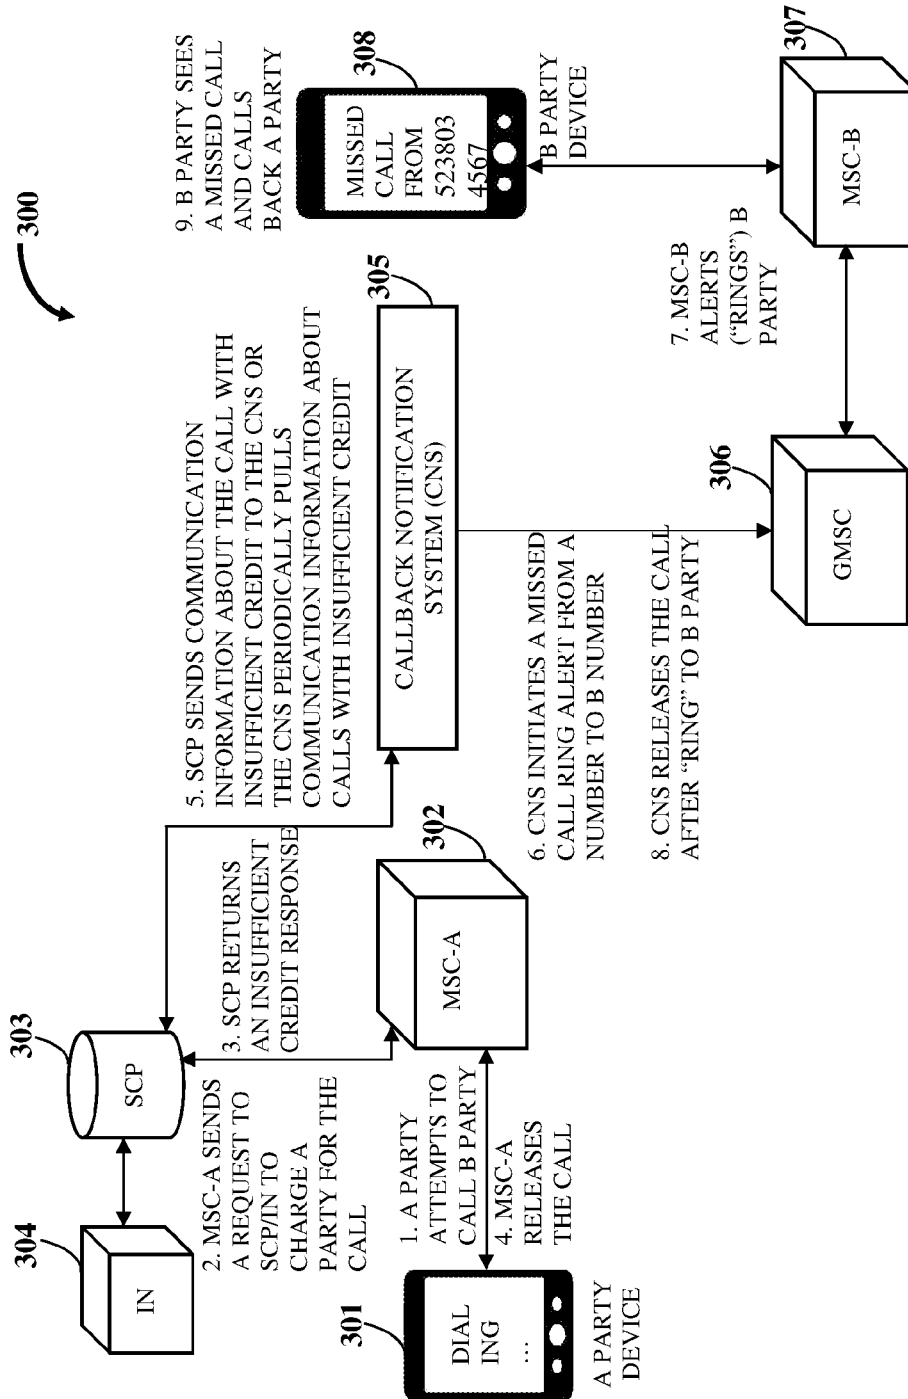 300
304
IN
303
SCP
2. MSC-A SENDS
A REQUEST TO
SCP/IN TO
CHARGE A
PARTY FOR THE
CALL
3. SCP RETURNS
AN INSUFFICIENT
CREDIT RESPONSE
5. SCP SENDS COMMUNICATION
INFORMATION ABOUT THE CALL WITH
INSUFFICIENT CREDIT TO THE CNS OR
THE CNS PERIODICALLY PULLS
COMMUNICATION INFORMATION ABOUT
CALLS WITH INSUFFICIENT CREDIT
9. B PARTY SEES
A MISSED CALL
AND CALLS
BACK A PARTY
301
DIAL
ING
...
A PARTY
DEVICE
1. A PARTY
ATTEMPTS TO
CALL B PARTY
4. MSC-A
RELEASES
THE CALL
302
MSC-A
305
CALLBACK NOTIFICATION
SYSTEM (CNS)
308
MISSED
CALL
FROM
523803
4567
B PARTY
DEVICE
6. CNS INITIATES A MISSED
CALL RING ALERT FROM A
NUMBER TO B NUMBER
8. CNS RELEASES THE CALL
AFTER “RING” TO B PARTY
7. MSC-B
ALERTS
(“RINGS”) B
PARTY
306
GMSC
307
MSC-B